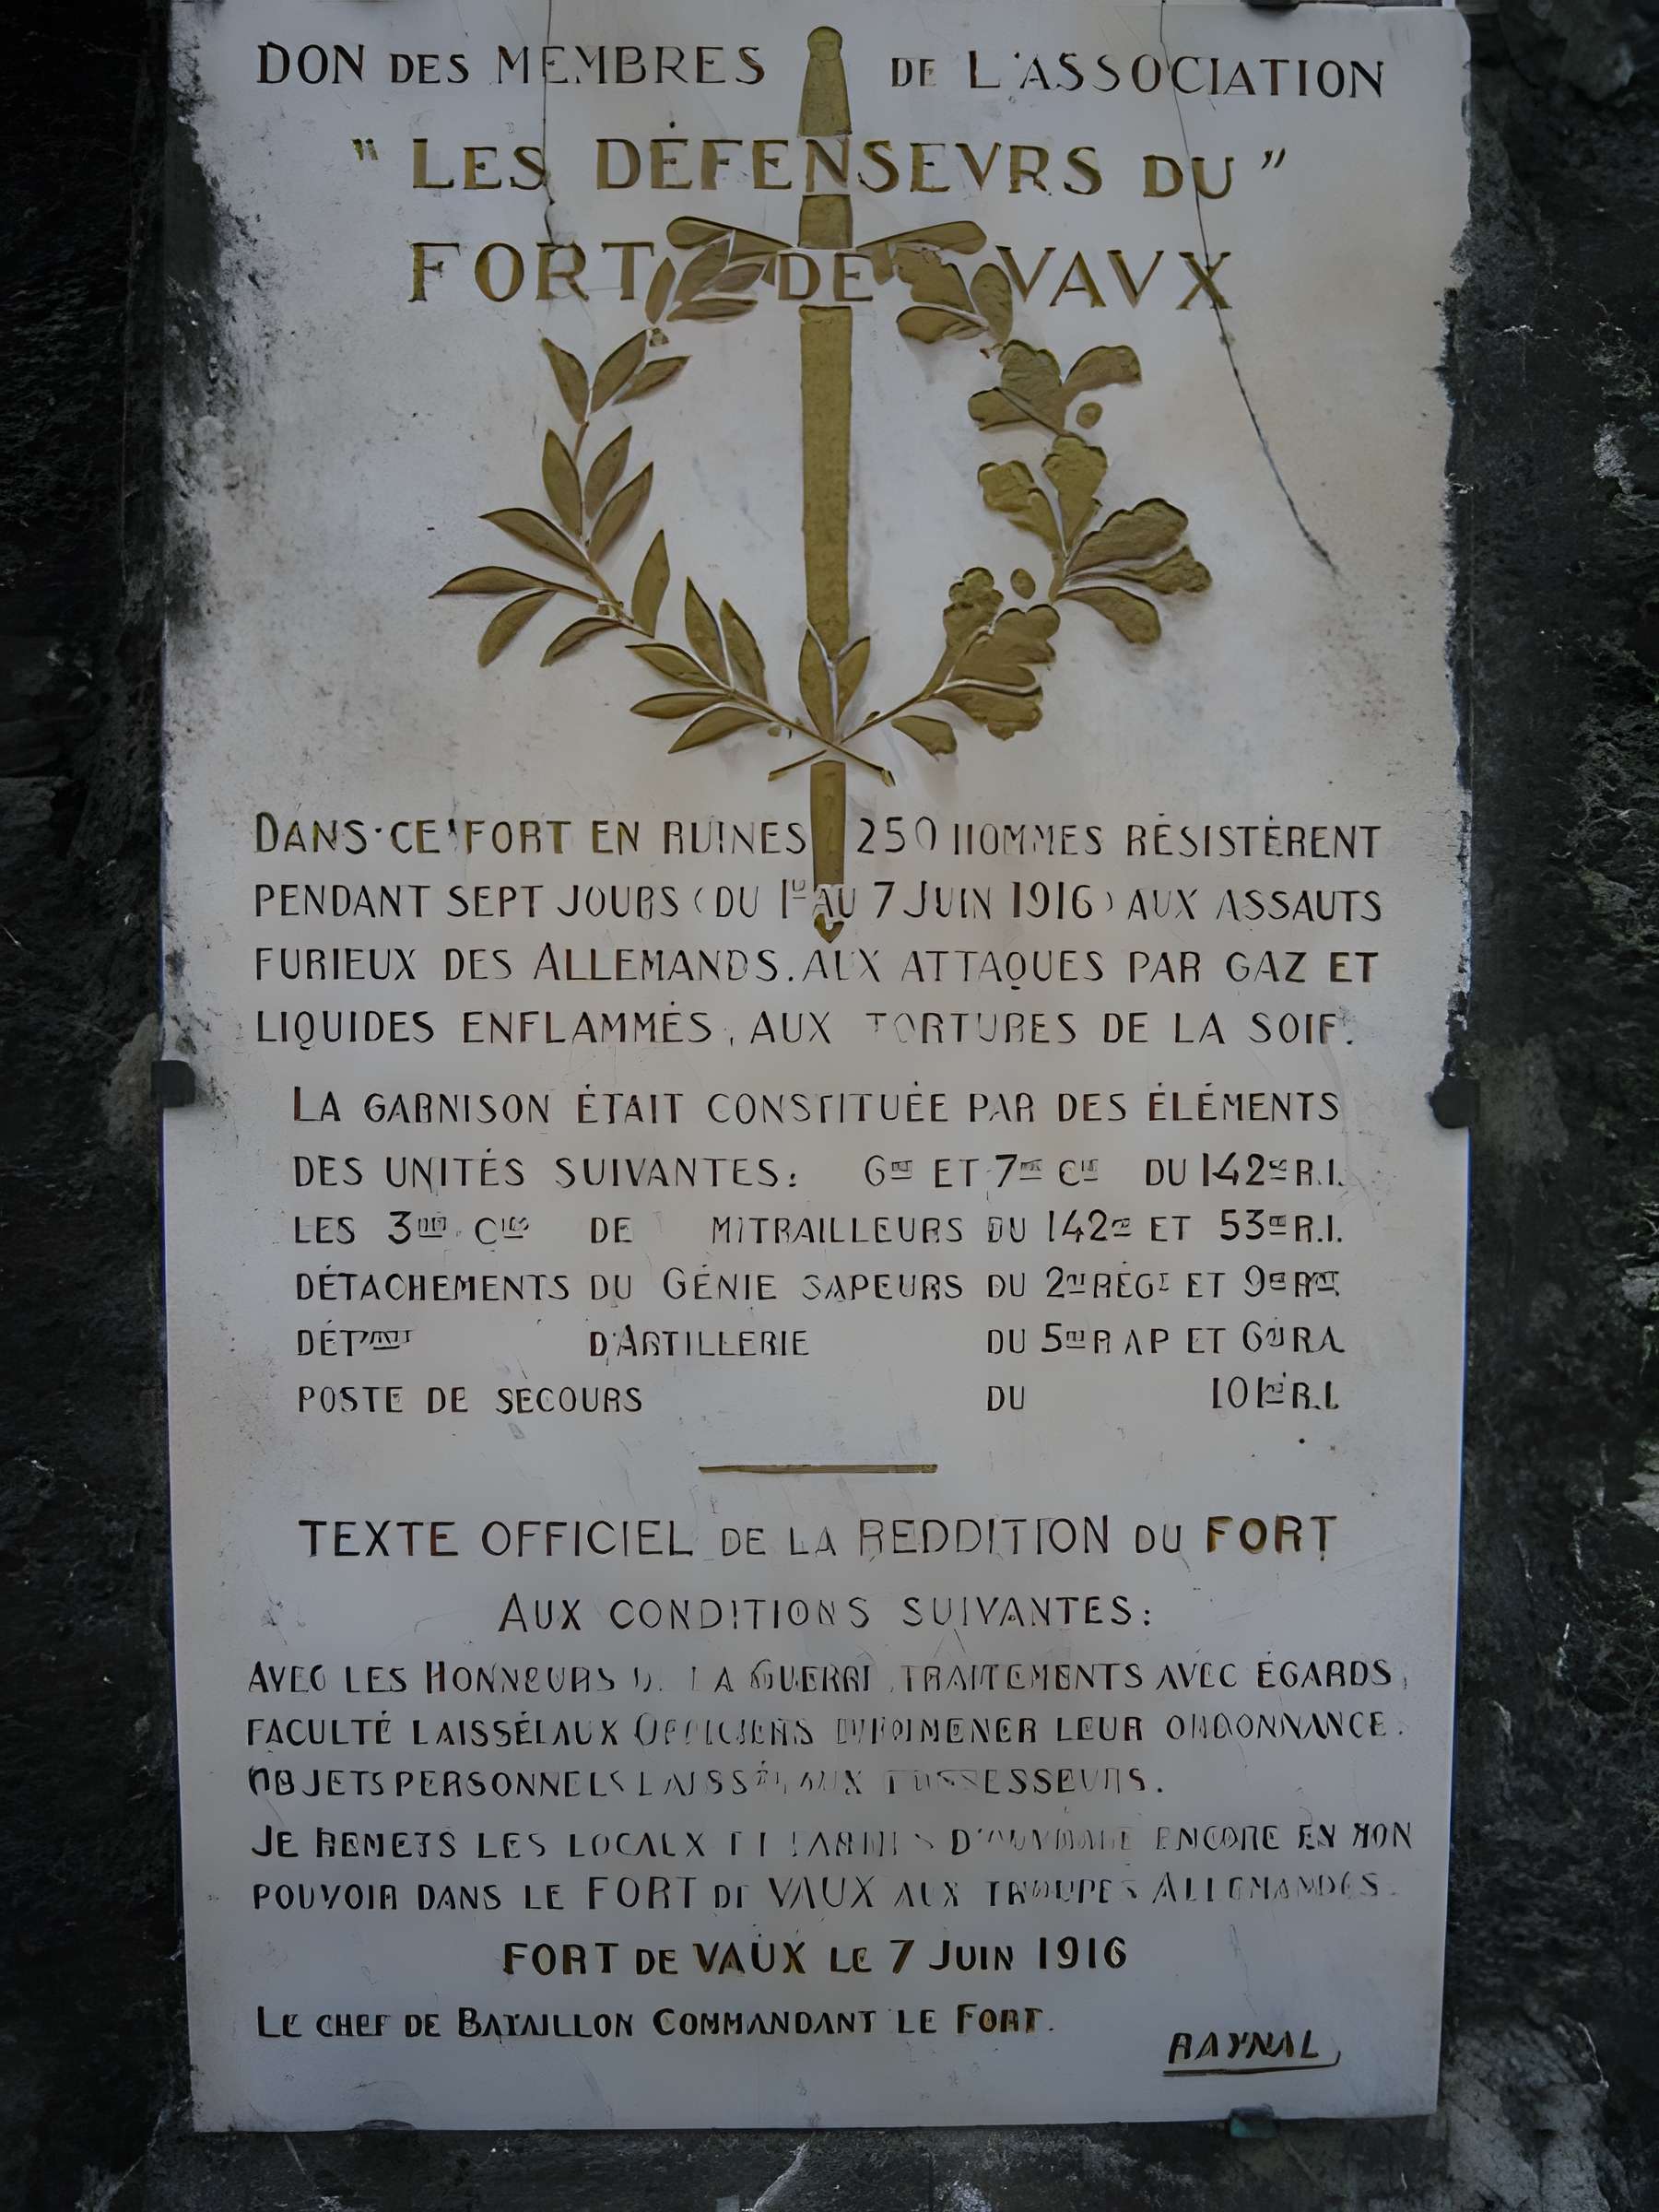 DON DES MEMBRES DE L'ASSOCIATION
"LES DÉFENSEVRS DU"
FORT DE VAVX
DANS CE FORT EN RUINES 250 HOMMES RÉSISTÈRENT
PENDANT SEPT JOURS (DU 1ER AU 7 JUIN 1916) AUX ASSAUTS
FURIEUX DES ALLEMANDS. AUX ATTAQUES PAR GAZ ET
LIQUIDES ENFLAMMÉS, AUX TORTURES DE LA SOIF.
LA GARNISON ÉTAIT CONSTITUÉE PAR DES ÉLÉMENTS
DES UNITÉS SUIVANTES: 6ME ET 7ME CIE DU 142E R.I.
LES 3ME CIES DE MITRAILLEURS DU 142E ET 53E R.I.
DÉTACHEMENTS DU GÉNIE SAPEURS DU 2ME RÉGT ET 9E RGT
DÉTMENT D'ARTILLERIE DU 5ME R A P ET 6E R A
POSTE DE SECOURS DU 101E R.I.
TEXTE OFFICIEL DE LA REDDITION DU FORT
AUX CONDITIONS SUIVANTES:
AVEC LES HONNEURS DE LA GUERRE, TRAITEMENTS AVEC ÉGARDS,
FACULTÉ LAISSÉE AUX OFFICIERS EMMENER LEUR ORDONNANCE.
OBJETS PERSONNELS LAISSÉS AUX POSSESSEURS.
JE REMETS LES LOCAUX ET D' ENCORE EN MON
POUVOIR DANS LE FORT DE VAUX AUX TROUPES ALLEMANDES.
FORT DE VAUX LE 7 JUIN 1916
LE CHEF DE BATAILLON COMMANDANT LE FORT.
RAYNAL